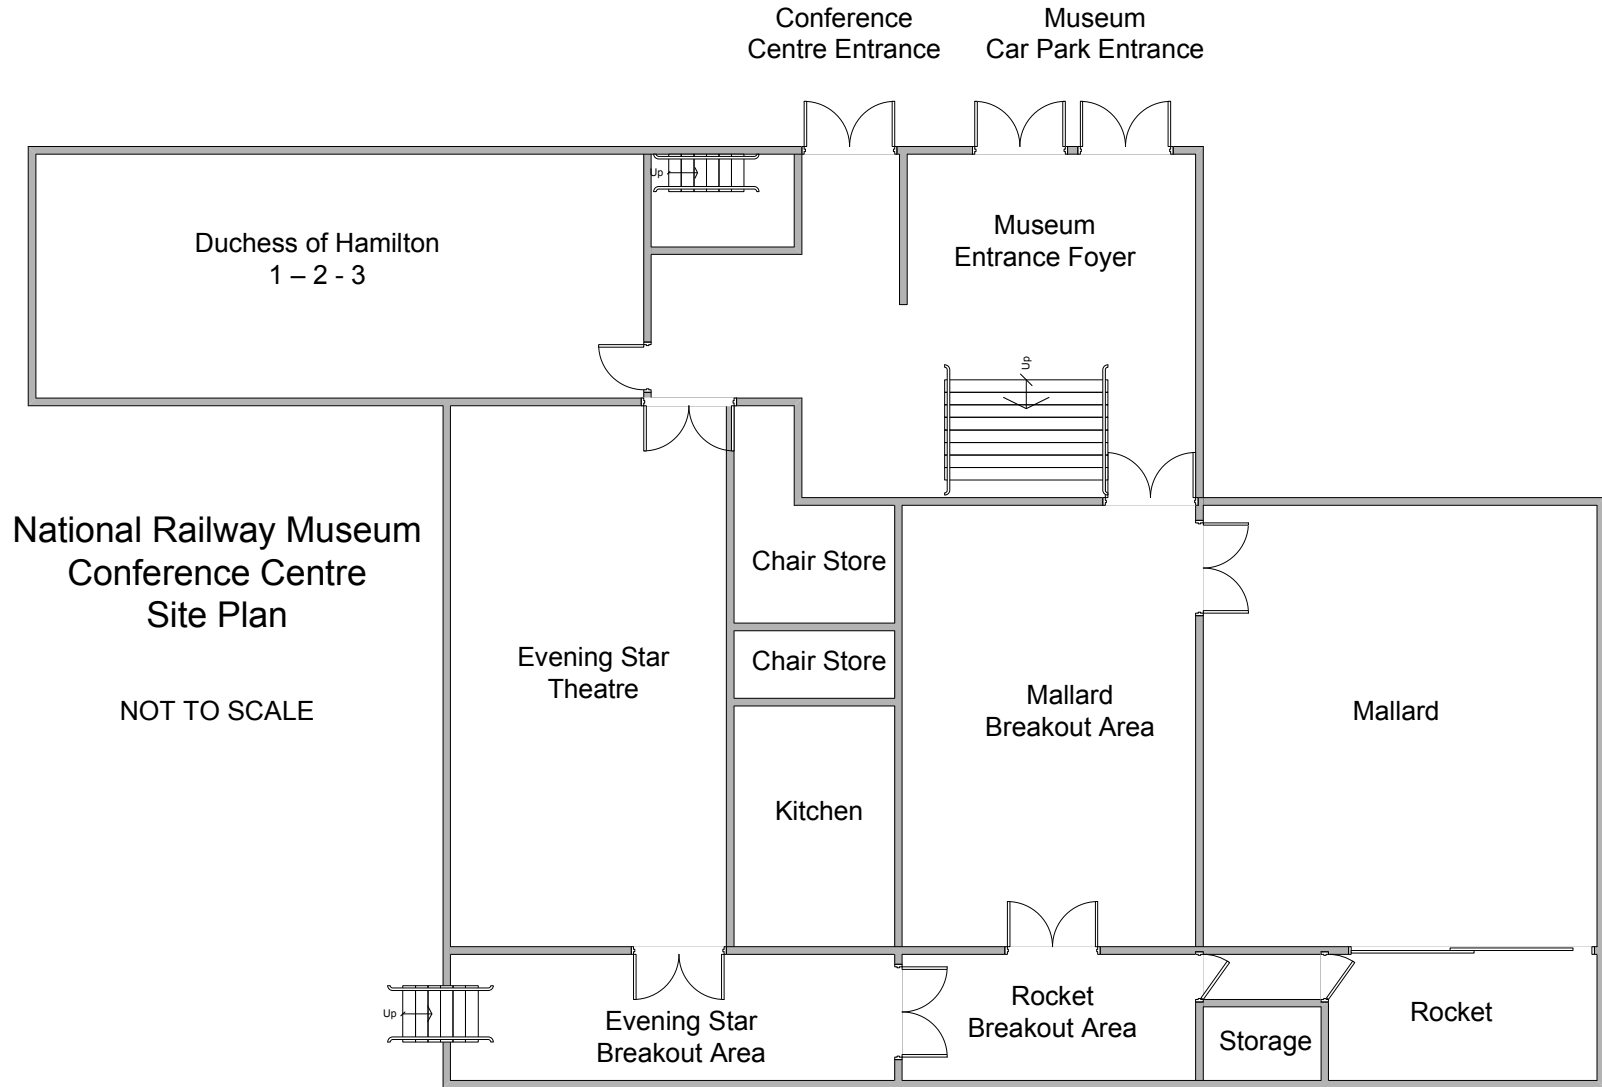 Conference
Centre Entrance
Museum
Car Park Entrance
Up
Duchess of Hamilton
1 – 2 - 3
Museum
Entrance Foyer
Up
National Railway Museum
Conference Centre
Site Plan
NOT TO SCALE
Chair Store
Evening Star
Theatre
Chair Store
Mallard
Breakout Area
Mallard
Kitchen
Up
Evening Star
Breakout Area
Rocket
Breakout Area
Storage
Rocket